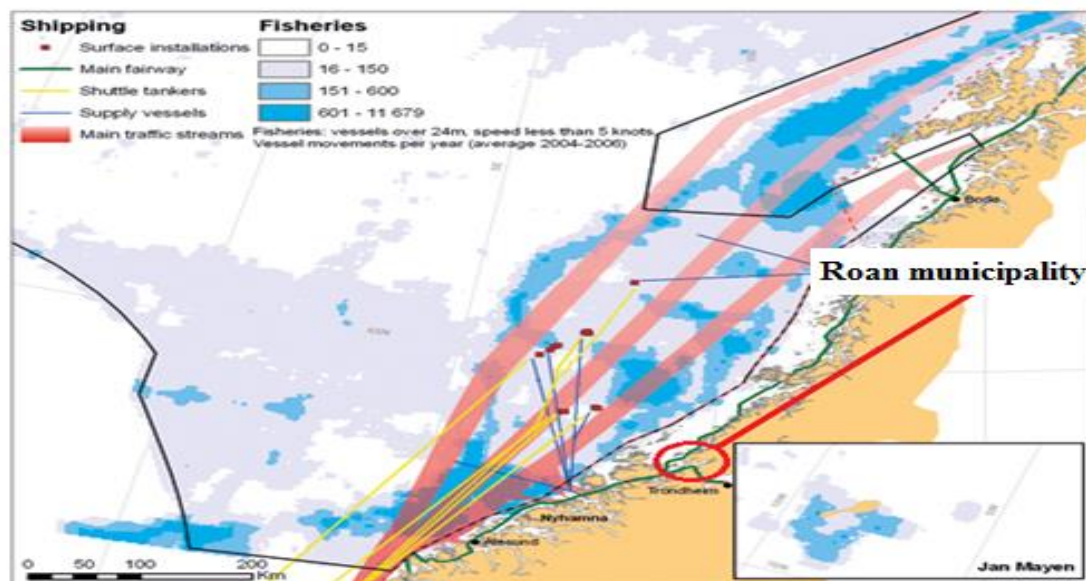 Shipping
Surface installations
Main fairway
Shuttle tankers
Supply vessels
Main traffic streams
Fisheries
0 - 15
16 - 150
151 - 600
601 - 11 679
Fisheries: vessels over 24m, speed less than 5 knots
Vessel movements per year (average 2004-2006)
Bodø
Roan municipality
Trondheim
Nyhamna
Ålesund
0 50 100 200
Km
Jan Mayen